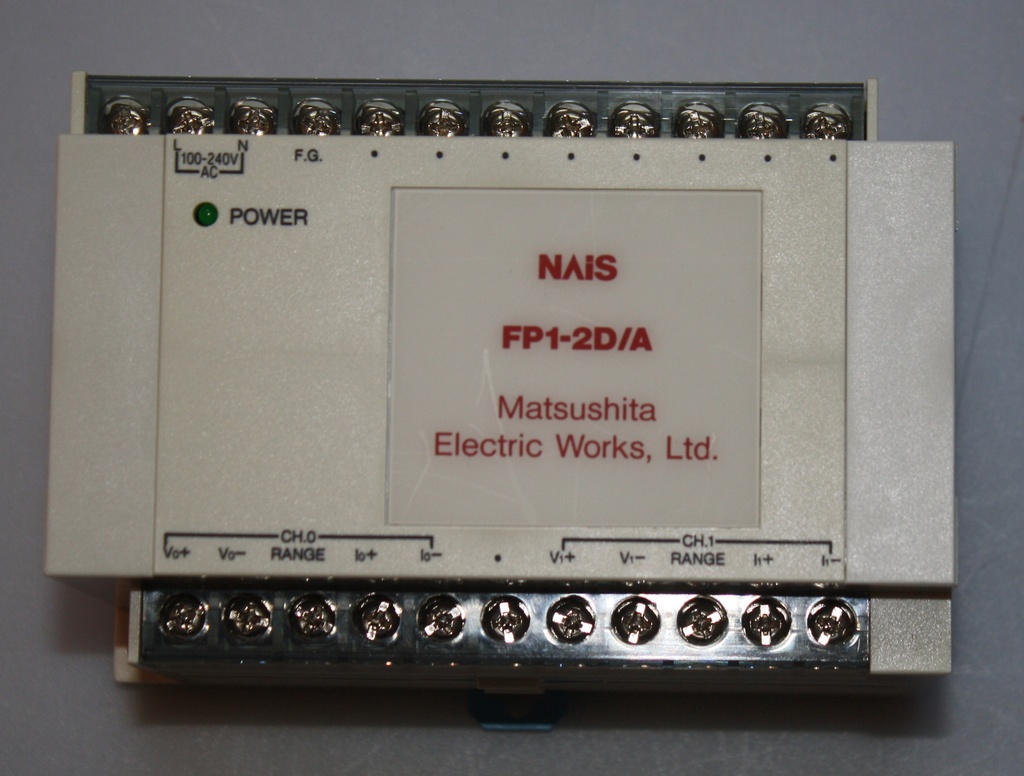 L N
100-240V
AC
F.G.
POWER
NAiS
FP1-2D/A
Matsushita
Electric Works, Ltd.
CH.0
V0+ V0− RANGE I0+ I0−
CH.1
V1+ V1− RANGE I1+ I1−